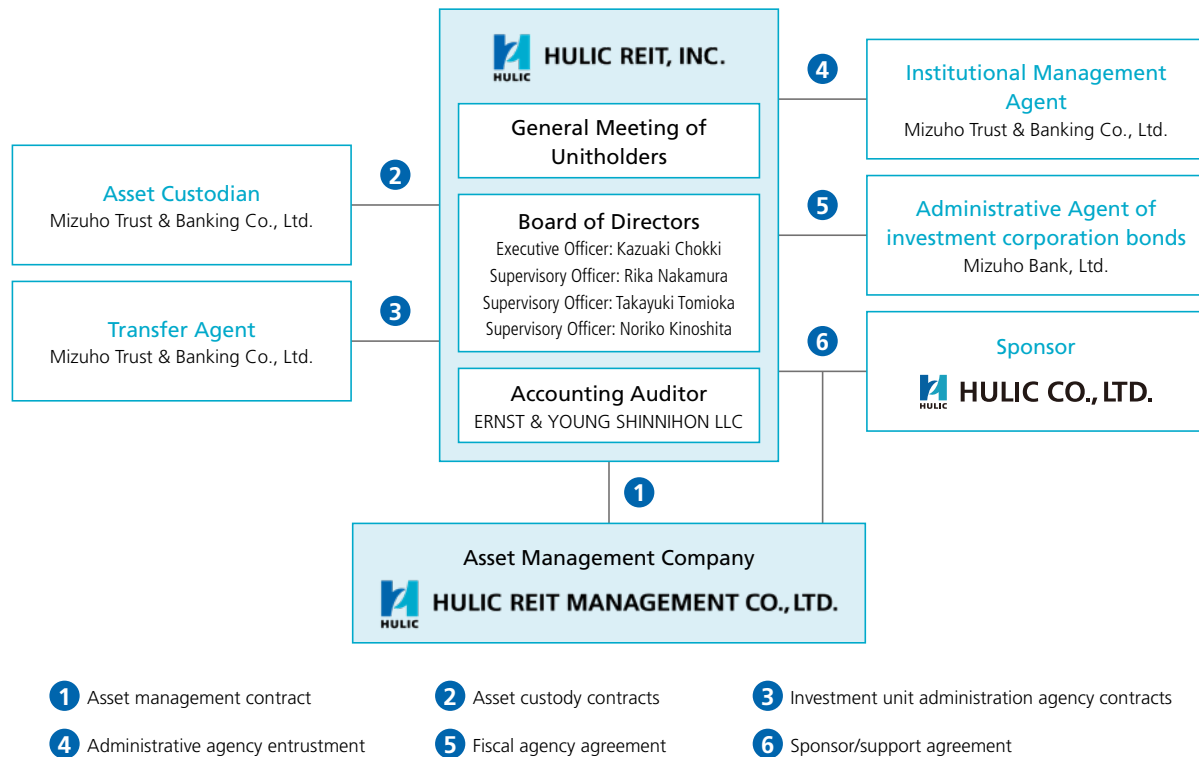 HULIC
HULIC REIT, INC.
General Meeting of
Unitholders
Board of Directors
Executive Officer: Kazuaki Chokki
Supervisory Officer: Rika Nakamura
Supervisory Officer: Takayuki Tomioka
Supervisory Officer: Noriko Kinoshita
Accounting Auditor
ERNST & YOUNG SHINNIHON LLC
2
Asset Custodian
Mizuho Trust & Banking Co., Ltd.
3
Transfer Agent
Mizuho Trust & Banking Co., Ltd.
4
Institutional Management
Agent
Mizuho Trust & Banking Co., Ltd.
5
Administrative Agent of
investment corporation bonds
Mizuho Bank, Ltd.
6
Sponsor
HULIC
HULIC CO., LTD.
1
Asset Management Company
HULIC
HULIC REIT MANAGEMENT CO., LTD.
1 Asset management contract
2 Asset custody contracts
3 Investment unit administration agency contracts
4 Administrative agency entrustment
5 Fiscal agency agreement
6 Sponsor/support agreement